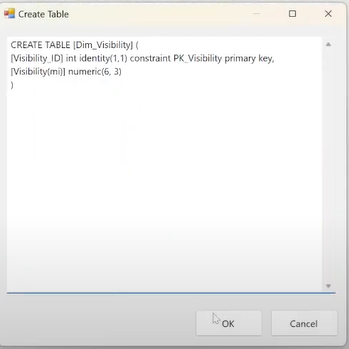 Create Table
CREATE TABLE [Dim_Visibility] (
[Visibility_ID] int identity(1,1) constraint PK_Visibility primary key,
[Visibility(mi)] numeric(6, 3)
)
OK
Cancel